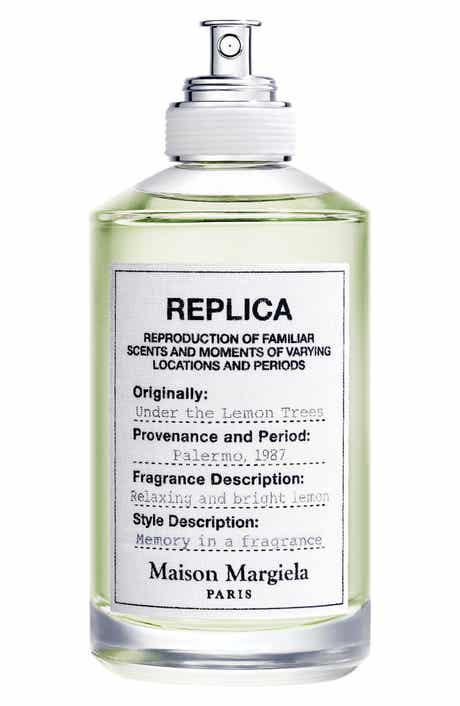 REPLICA
REPRODUCTION OF FAMILIAR
SCENTS AND MOMENTS OF VARYING
LOCATIONS AND PERIODS
Originally:
Under the Lemon Trees
Provenance and Period:
Palermo, 1987
Fragrance Description:
Relaxing and bright lemon
Style Description:
Memory in a fragrance
Maison Margiela
PARIS